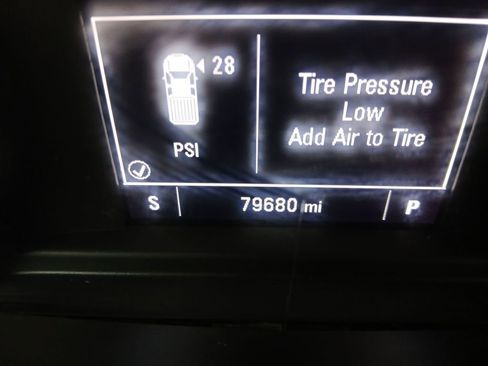 28
PSI
Tire Pressure
Low
Add Air to Tire
S
79680 mi
P